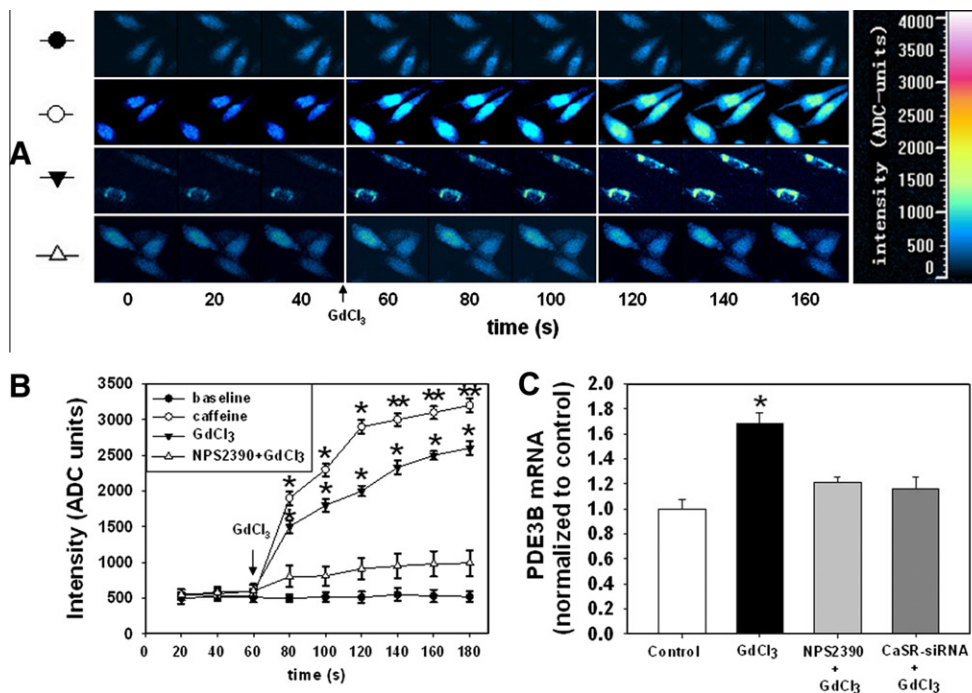 A
0 20 40 60 80 100 120 140 160
GdCl3
time (s)
intensity (ADC-units)
4000
3500
3000
2500
2000
1500
1000
500
0
B
3500
3000
2500
2000
1500
1000
500
0
Intensity (ADC units)
baseline
caffeine
GdCl3
NPS2390+GdCl3
GdCl3
* * * ** ** **
* * * * * *
20 40 60 80 100 120 140 160 180
time (s)
C
2.0
1.8
1.6
1.4
1.2
1.0
0.8
0.6
0.4
0.2
0.0
PDE3B mRNA
(normalized to control)
*
Control GdCl3 NPS2390 CaSR-siRNA
+ +
GdCl3 GdCl3